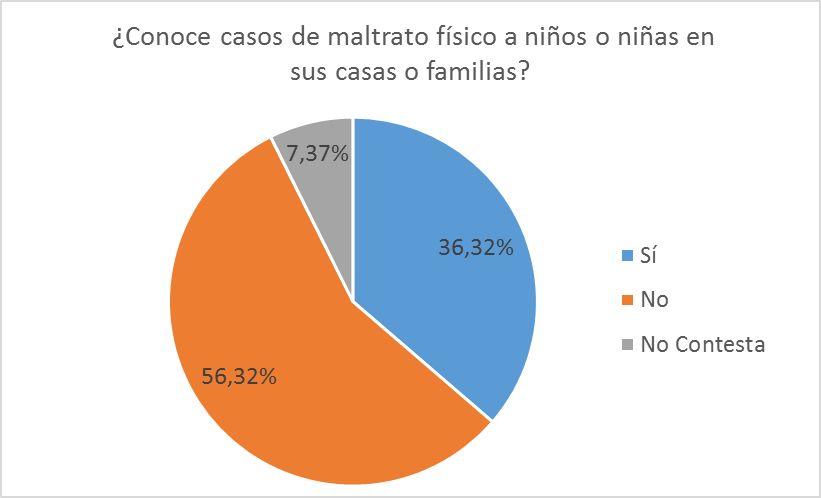 ¿Conoce casos de maltrato físico a niños o niñas en
sus casas o familias?
7,37%
36,32%
56,32%
Sí
No
No Contesta